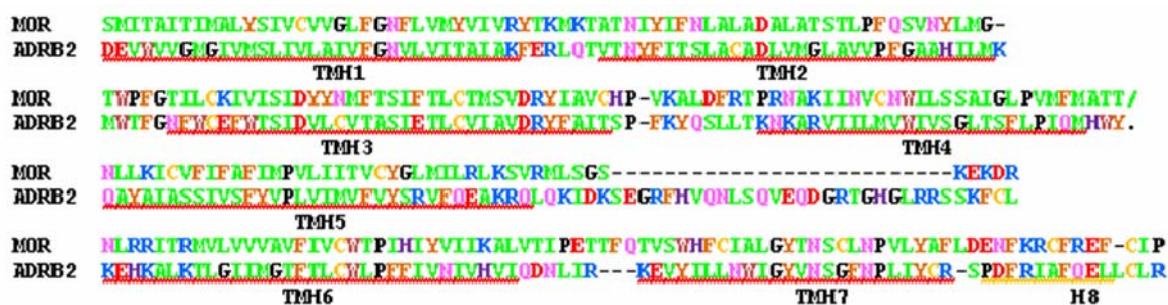 MOR SMITAITIMALYSIVCVVGLFGNFLVMYVIVRYTKMKTATNIYIFNLALADALATSTLPFQSVNYLMG-
ADRB2 DEVWVVGMGIVMSLIVLAIVFGNVLVITAIAKFERLQTVTNYFITSLACADLVMGLAVVPFGAAHILMK
TMH1 TMH2
MOR TWPFGTILCKIVISIDYYNMFTSIFTLCTMSVDRYIAVCHP-VKALDFRTPRNAKIINVCNWILSSAIGLPVMFMATT/
ADRB2 MWTFGNFWCEFWTSIDVLCVTASIETLCVIAVDRYFAITSP-FKYQSLLTKNKARVIILMVWIVSGLTSFLPIQMHWY.
TMH3 TMH4
MOR NLLKICVFIFAFIMPVLIITVCYGLMILRLKSVRMLSGS--------------------------KEKDR
ADRB2 QAYAIASSIVSFYVPLVIMVFVYSRVFQEAKRQLQKIDKSEGRFHVQNLSQVEQDGRTGHGLRRSSKFCL
TMH5
MOR NLRRITRMVLVVVAVFIVCWTPIHIYVIIKALVTIPETTFQTVSWHFCIALGYTNSCLNPVLYAFLDENFKRCFREF-CIP
ADRB2 KEHKALKTLGIIMGTFTLCWLPFFIVNIVHVIQDNLIR---KEVYILLNWIGYVNSGFNPLIYCR-SPDFRIAFQELLCLR
TMH6 TMH7 H8